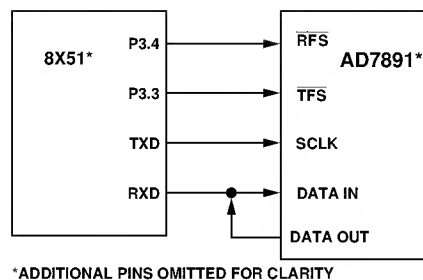 8X51*
P3.4
P3.3
TXD
RXD
RFS
AD7891*
TFS
SCLK
DATA IN
DATA OUT
*ADDITIONAL PINS OMITTED FOR CLARITY